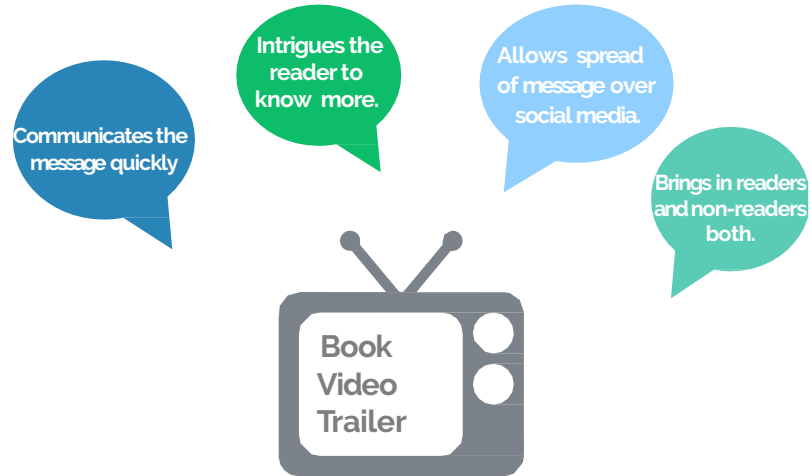 Communicates the
message quickly
Intrigues the
reader to
know more.
Allows spread
of message over
social media.
Brings in readers
and non-readers
both.
Book
Video
Trailer